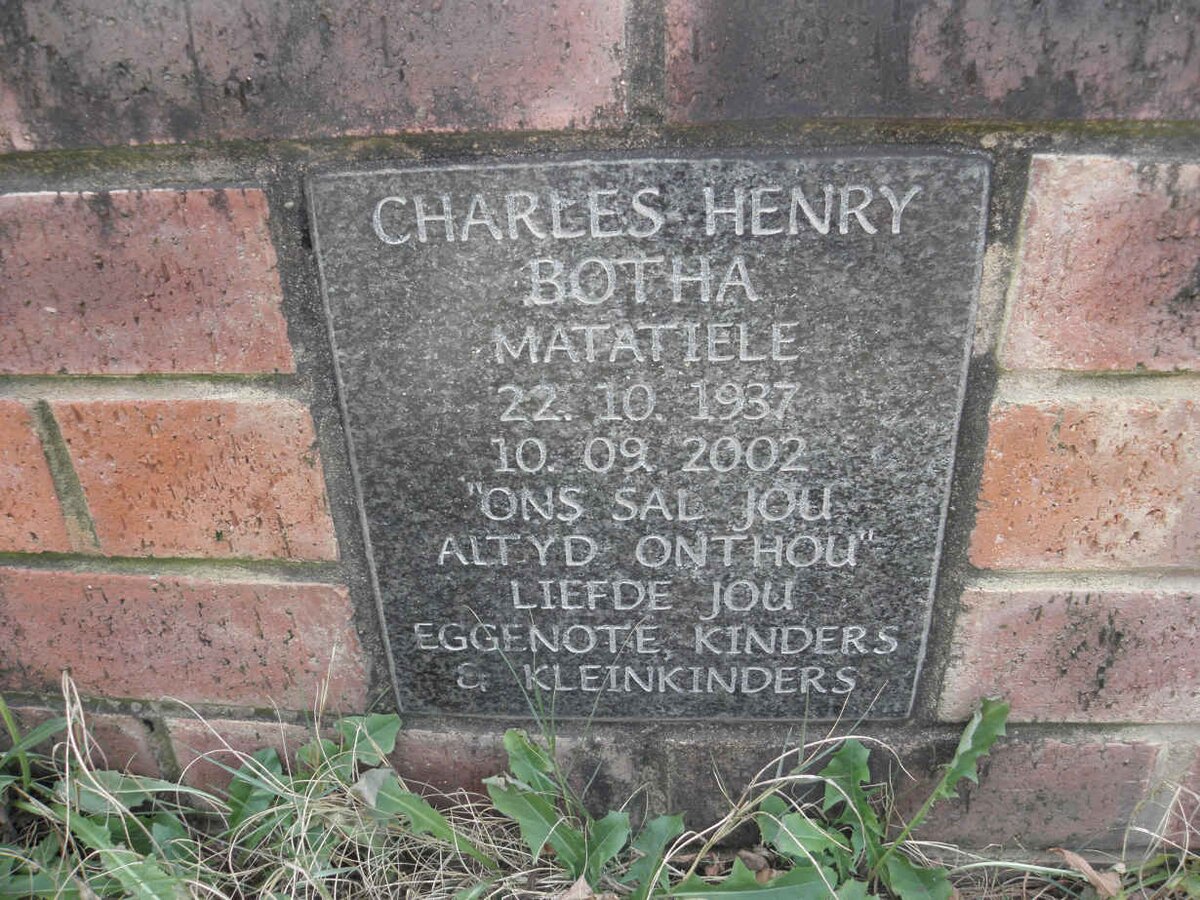 CHARLES HENRY
BOTHA
MATATIELE
22. 10. 1937
10. 09. 2002
"ONS SAL JOU
ALTYD ONTHOU"
LIEFDE JOU
EGGENOTE, KINDERS
& KLEINKINDERS